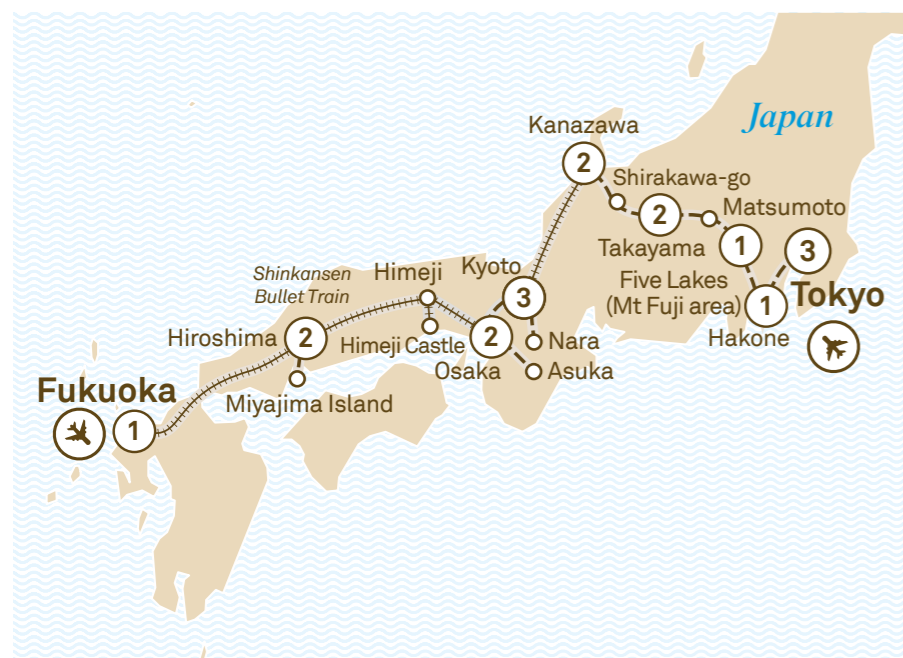 Japan
Kanazawa
2
Shirakawa-go
2
Matsumoto
Takayama
1
3
Five Lakes
(Mt Fuji area)
1
Tokyo
Hakone
Kyoto
3
Himeji
Shinkansen
Bullet Train
Hiroshima
2
Himeji Castle
2
Osaka
Nara
Asuka
Miyajima Island
Fukuoka
1